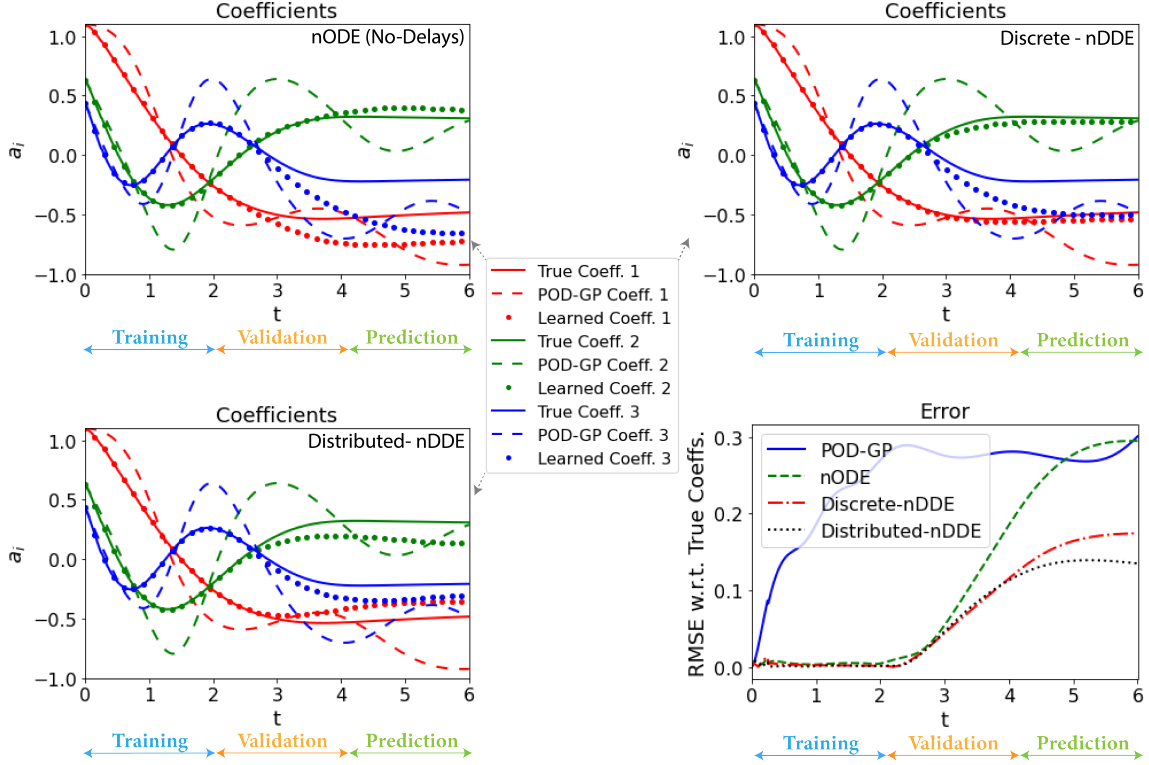 Coefficients
nODE (No-Delays)
1.0
0.5
0.0
−0.5
−1.0
a_i
0 1 2 3 4 5 6
t
Training Validation Prediction
Coefficients
Discrete - nDDE
1.0
0.5
0.0
−0.5
−1.0
a_i
0 1 2 3 4 5 6
t
Training Validation Prediction
True Coeff. 1
POD-GP Coeff. 1
Learned Coeff. 1
True Coeff. 2
POD-GP Coeff. 2
Learned Coeff. 2
True Coeff. 3
POD-GP Coeff. 3
Learned Coeff. 3
Coefficients
Distributed- nDDE
1.0
0.5
0.0
−0.5
−1.0
a_i
0 1 2 3 4 5 6
t
Training Validation Prediction
Error
POD-GP
nODE
Discrete-nDDE
Distributed-nDDE
0.3
0.2
0.1
0.0
RMSE w.r.t. True Coeffs.
0 1 2 3 4 5 6
t
Training Validation Prediction